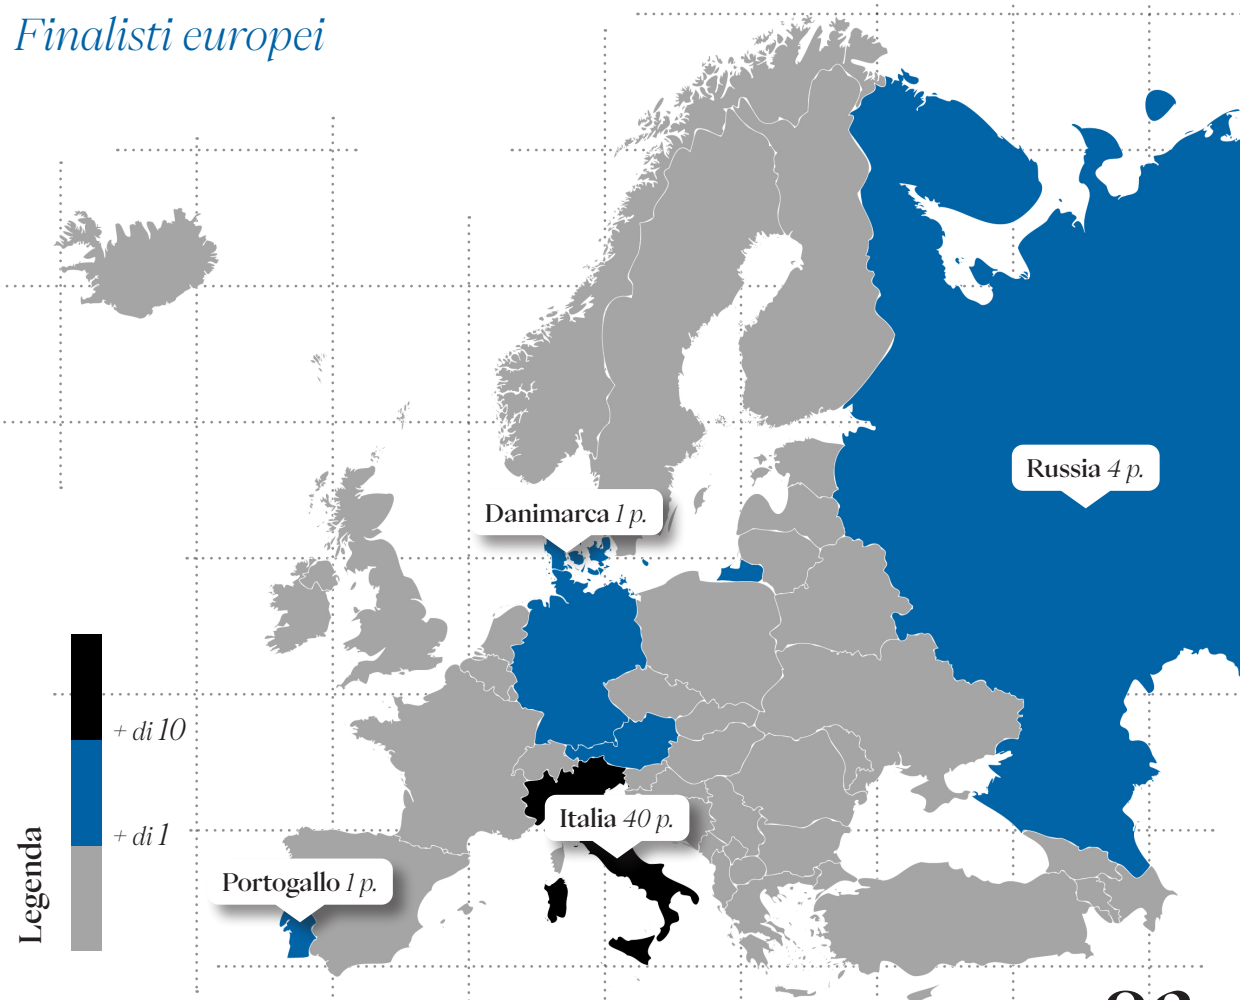 Finalisti europei
Russia 4 p.
Danimarca 1 p.
+ di 10
Italia 40 p.
+ di 1
Portogallo 1 p.
Legenda